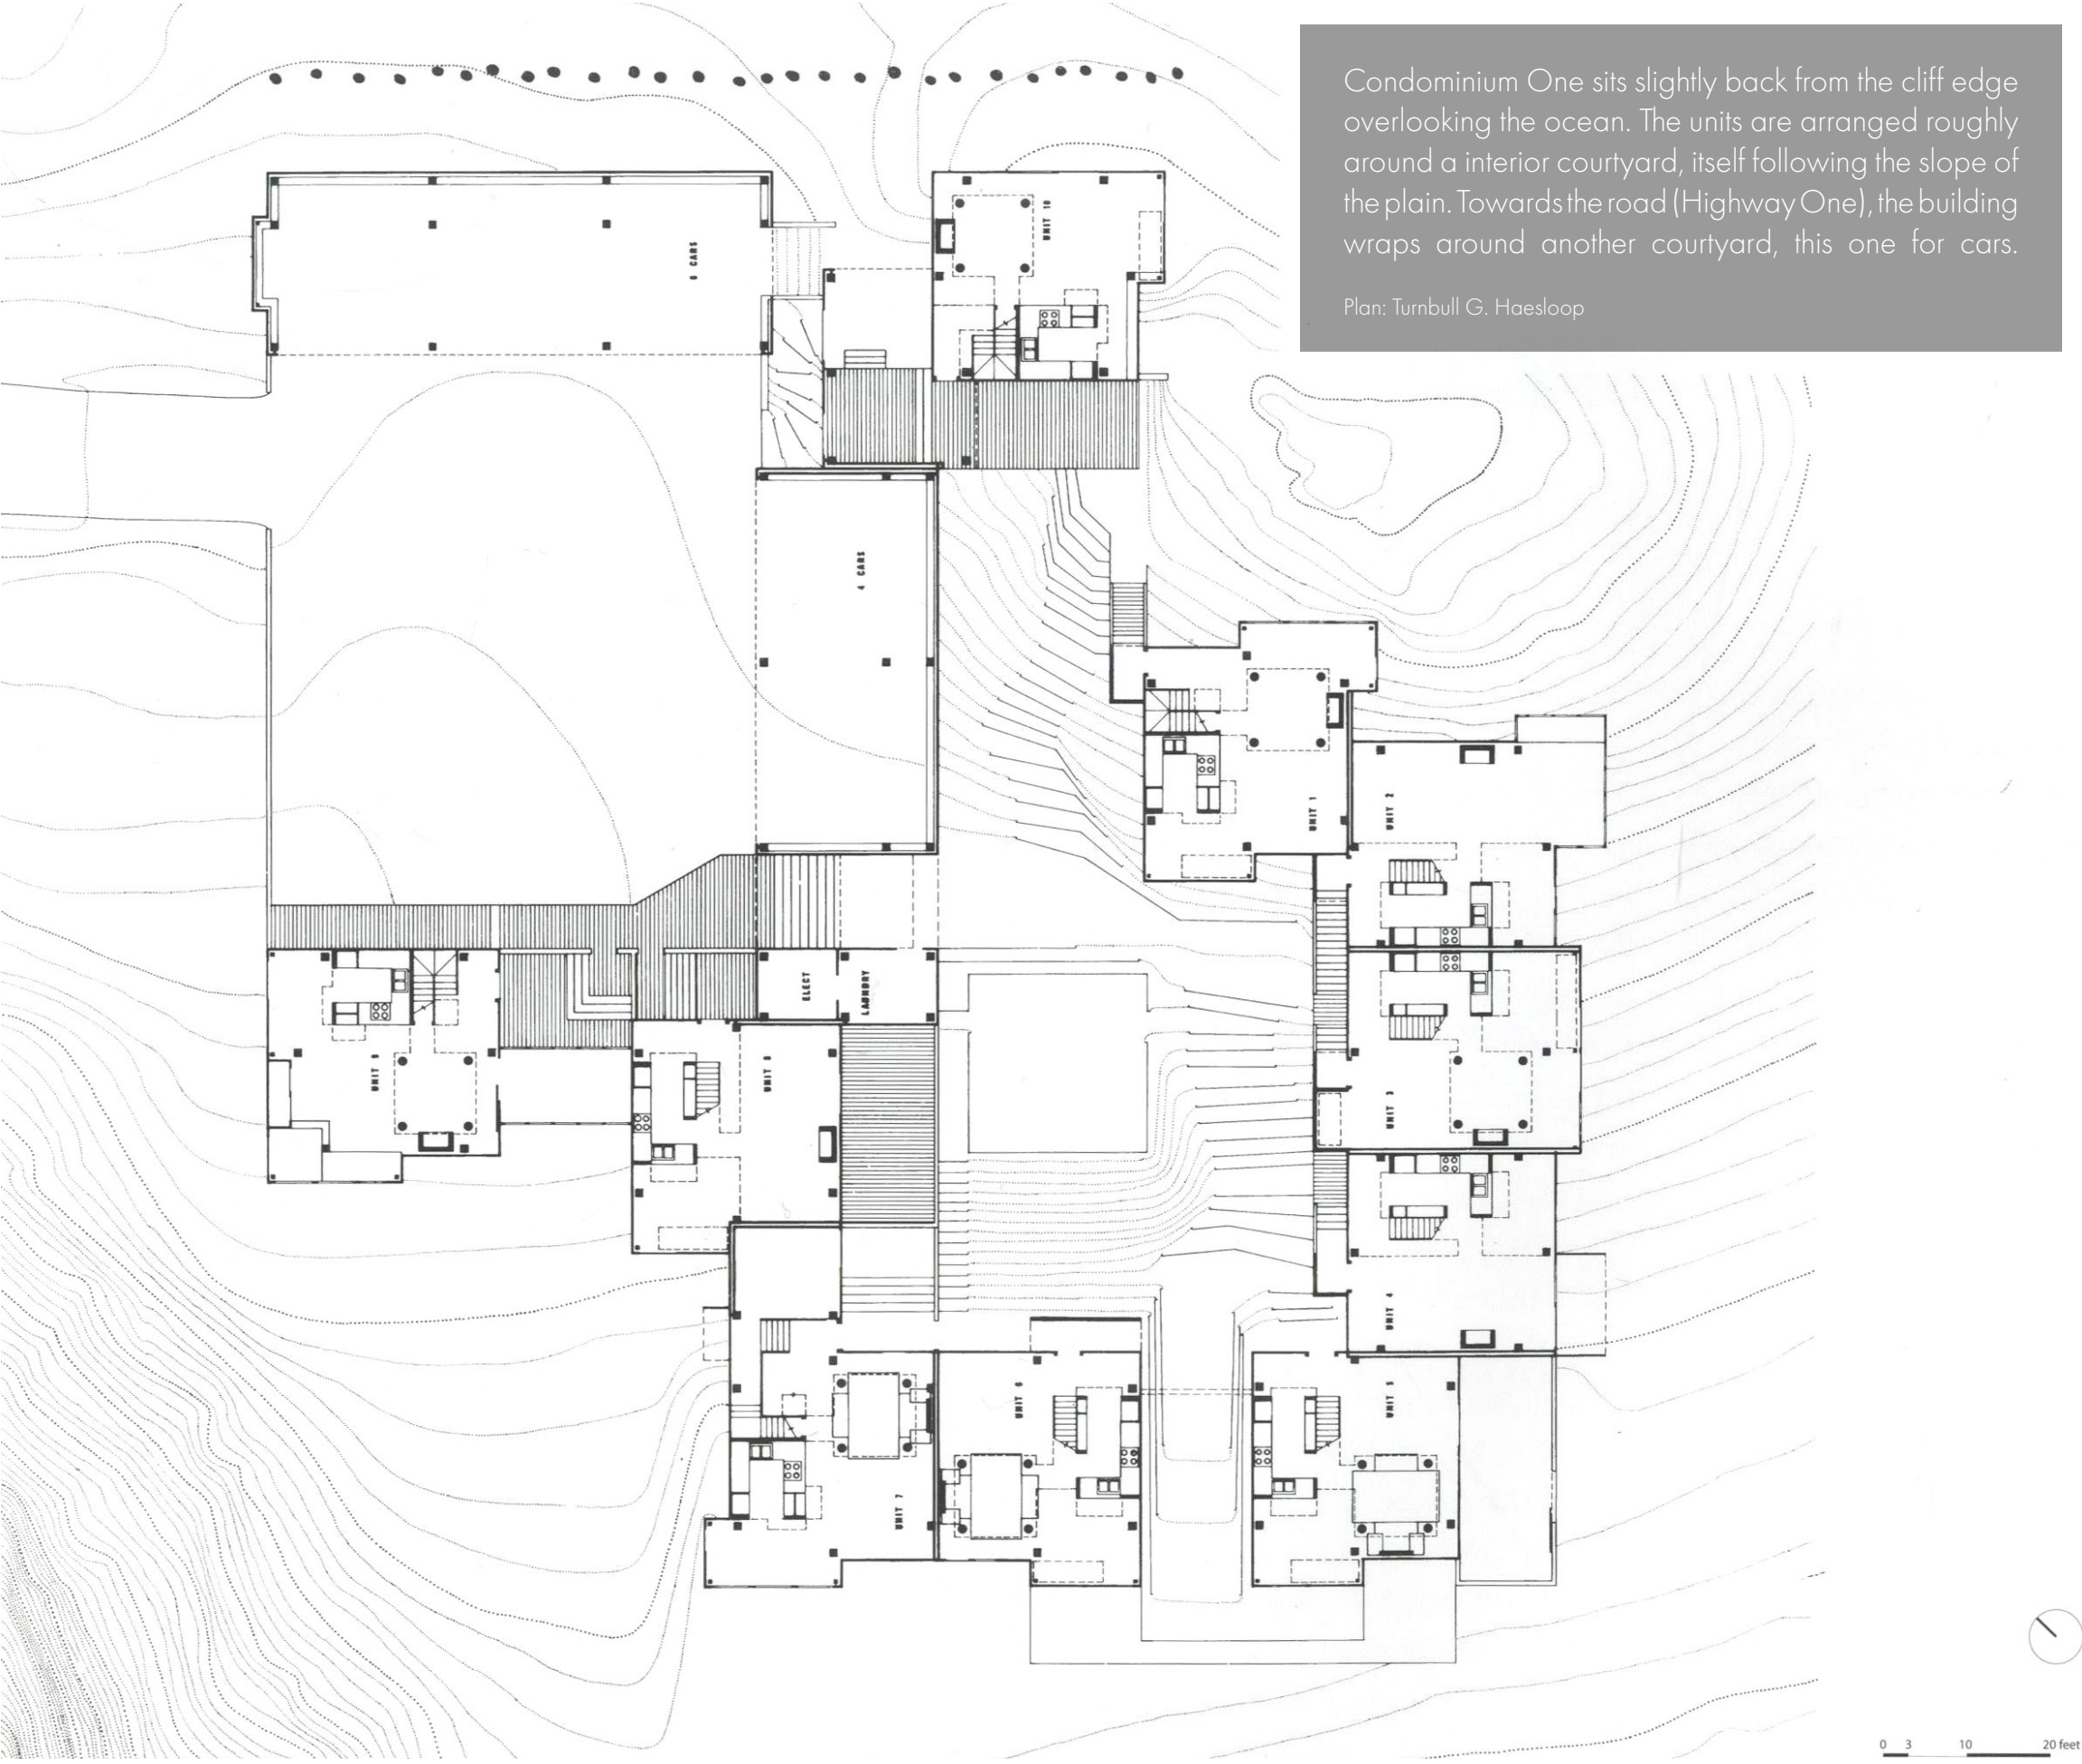 Condominium One sits slightly back from the cliff edge
overlooking the ocean. The units are arranged roughly
around a interior courtyard, itself following the slope of
the plain. Towards the road (Highway One), the building
wraps around another courtyard, this one for cars.
Plan: Turnbull G. Haesloop
UNIT 10
4 CARS
UNIT 1
UNIT 2
ELECT
LAUNDRY
UNIT 9
UNIT 8
UNIT 3
UNIT 4
UNIT 6
UNIT 5
UNIT 7
0 3 10 20 feet